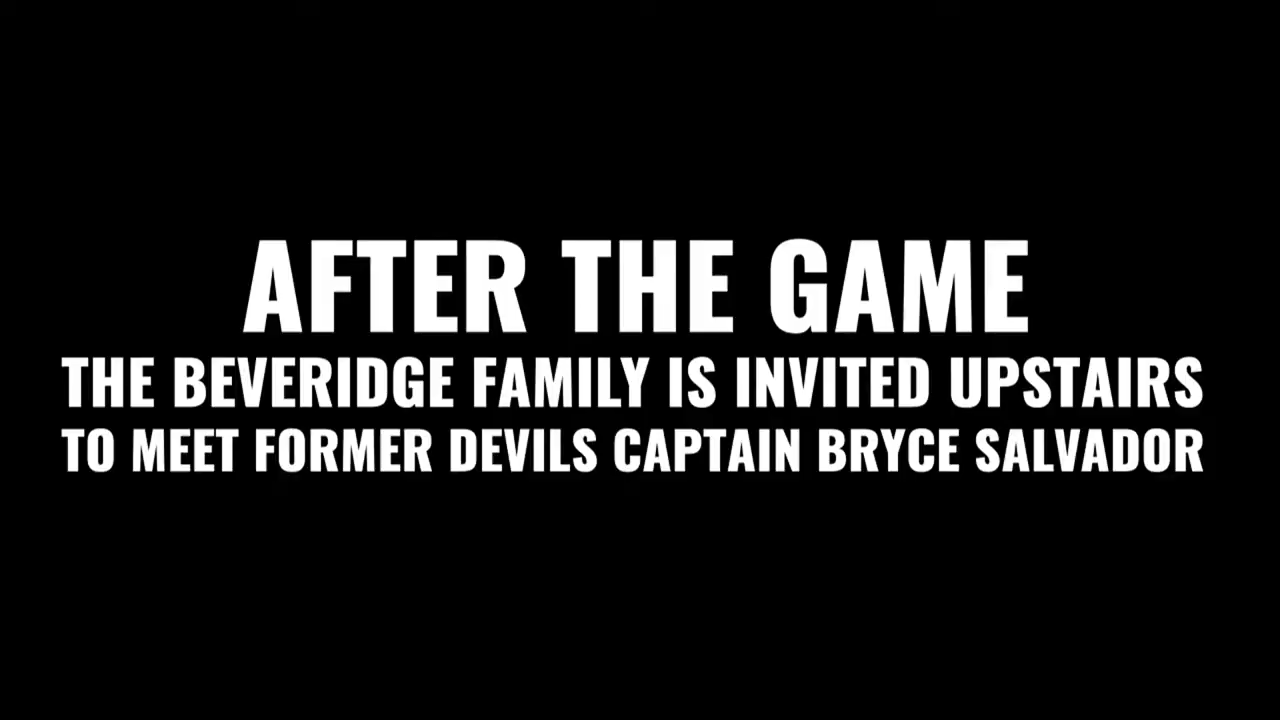 AFTER THE GAME
THE BEVERIDGE FAMILY IS INVITED UPSTAIRS
TO MEET FORMER DEVILS CAPTAIN BRYCE SALVADOR